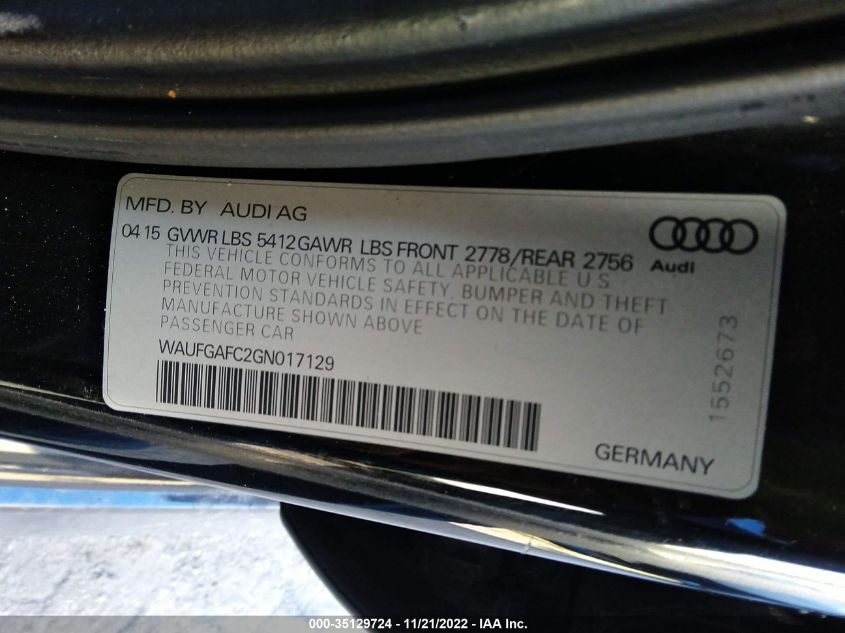 MFD. BY AUDI AG
04 15 GVWR LBS 5412 GAWR LBS FRONT 2778/REAR 2756
THIS VEHICLE CONFORMS TO ALL APPLICABLE U S
FEDERAL MOTOR VEHICLE SAFETY, BUMPER AND THEFT
PREVENTION STANDARDS IN EFFECT ON THE DATE OF
MANUFACTURE SHOWN ABOVE
PASSENGER CAR
WAUFGAFC2GN017129
Audi
1552673
GERMANY
000-35129724 - 11/21/2022 - IAA Inc.